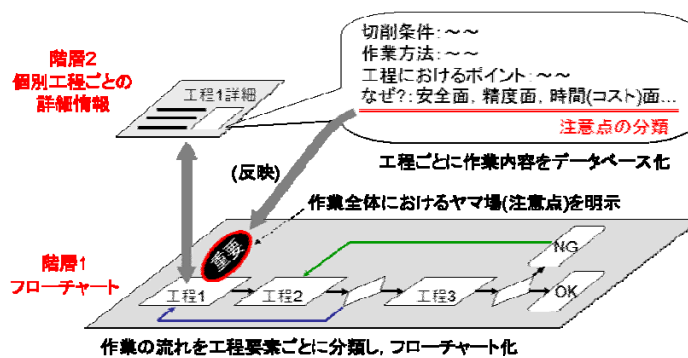 切削条件:～～
作業方法:～～
工程におけるポイント:～～
なぜ?:安全面，精度面，時間(コスト)面…
注意点の分類
階層2
個別工程ごとの
詳細情報
工程1詳細
工程ごとに作業内容をデータベース化
(反映)
作業全体におけるヤマ場(注意点)を明示
重要
階層1
フローチャート
工程1
工程2
工程3
NG
OK
作業の流れを工程要素ごとに分類し，フローチャート化